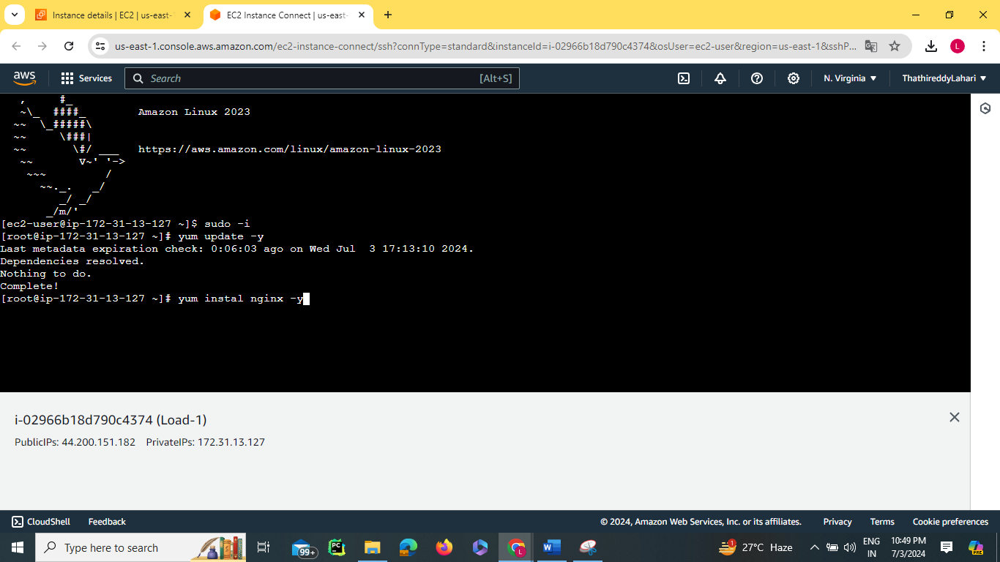 Instance details | EC2 | us-east-
EC2 Instance Connect | us-east-
us-east-1.console.aws.amazon.com/ec2-instance-connect/ssh?connType=standard&instanceId=i-02966b18d790c4374&osUser=ec2-user&region=us-east-1&sshP...
L
aws
Services
Search
[Alt+S]
N. Virginia
ThathireddyLahari
   ,     #_
   ~\_  ####_        Amazon Linux 2023
  ~~  \_#####\
  ~~     \###|
  ~~       \#/ ___   https://aws.amazon.com/linux/amazon-linux-2023
   ~~       V~' '->
    ~~~         /
      ~~._.   _/
         _/ _/
       _/m/'
[ec2-user@ip-172-31-13-127 ~]$ sudo -i
[root@ip-172-31-13-127 ~]# yum update -y
Last metadata expiration check: 0:06:03 ago on Wed Jul  3 17:13:10 2024.
Dependencies resolved.
Nothing to do.
Complete!
[root@ip-172-31-13-127 ~]# yum instal nginx -y
i-02966b18d790c4374 (Load-1)
PublicIPs: 44.200.151.182 PrivateIPs: 172.31.13.127
CloudShell
Feedback
© 2024, Amazon Web Services, Inc. or its affiliates.
Privacy
Terms
Cookie preferences
Type here to search
99+
PC
L
W
1
27°C Haze
ENG
IN
10:49 PM
7/3/2024
PRE